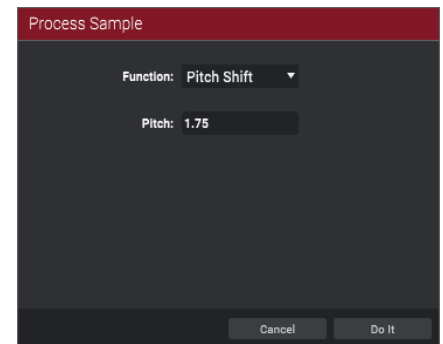 Process Sample
Function: Pitch Shift
Pitch: 1.75
Cancel Do It